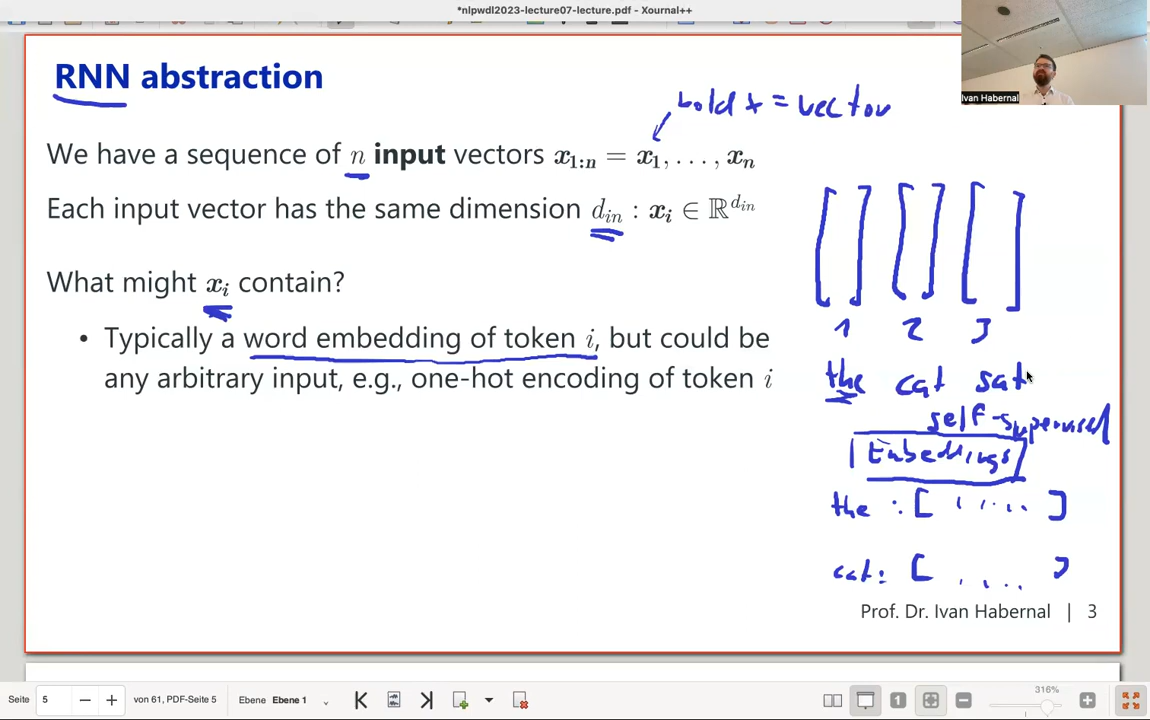 *nlpwdl2023-lecture07-lecture.pdf - Xournal++
Ivan Habernal
RNN abstraction
bold x = vector
We have a sequence of n input vectors x1:n = x1, . . . , xn
Each input vector has the same dimension din : xi ∈ ℝ^din
What might xi contain?
• Typically a word embedding of token i, but could be
any arbitrary input, e.g., one-hot encoding of token i
1 2 3
the cat sat
self-supervised
Embeddings
the : [ . . . . . ]
cat: [ . . . . ]
Prof. Dr. Ivan Habernal | 3
Seite 5 von 61, PDF-Seite 5 Ebene Ebene 1 316%